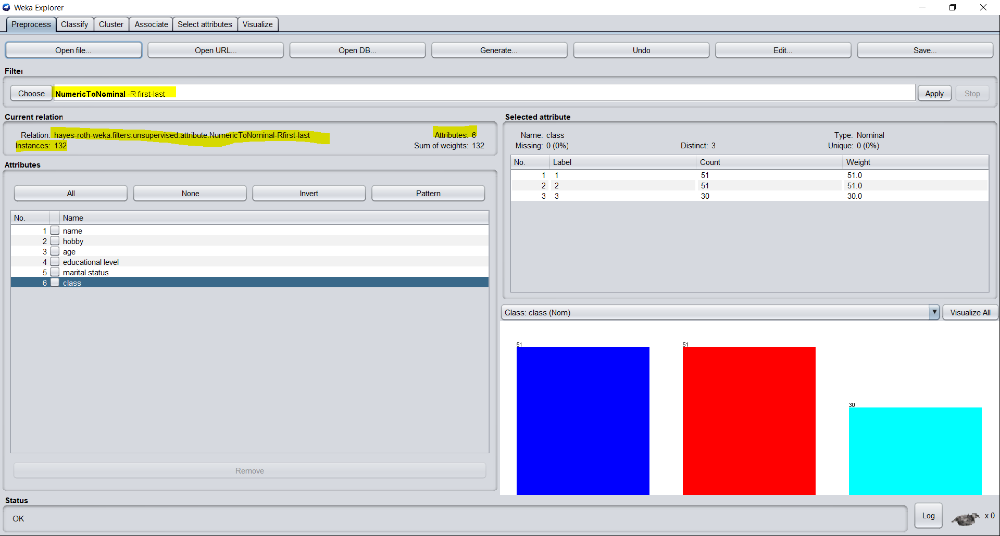 Weka Explorer
Preprocess Classify Cluster Associate Select attributes Visualize
Open file... Open URL... Open DB... Generate... Undo Edit... Save...
Filter
Choose NumericToNominal -R first-last Apply Stop
Current relation
Relation: hayes-roth-weka.filters.unsupervised.attribute.NumericToNominal-Rfirst-last Attributes: 6
Instances: 132 Sum of weights: 132
Attributes
All None Invert Pattern
No. Name
1 name
2 hobby
3 age
4 educational level
5 marital status
6 class
Remove
Selected attribute
Name: class Type: Nominal
Missing: 0 (0%) Distinct: 3 Unique: 0 (0%)
No. Label Count Weight
1 1 51 51.0
2 2 51 51.0
3 3 30 30.0
Class: class (Nom) Visualize All
51 51
30
Status
OK Log x 0